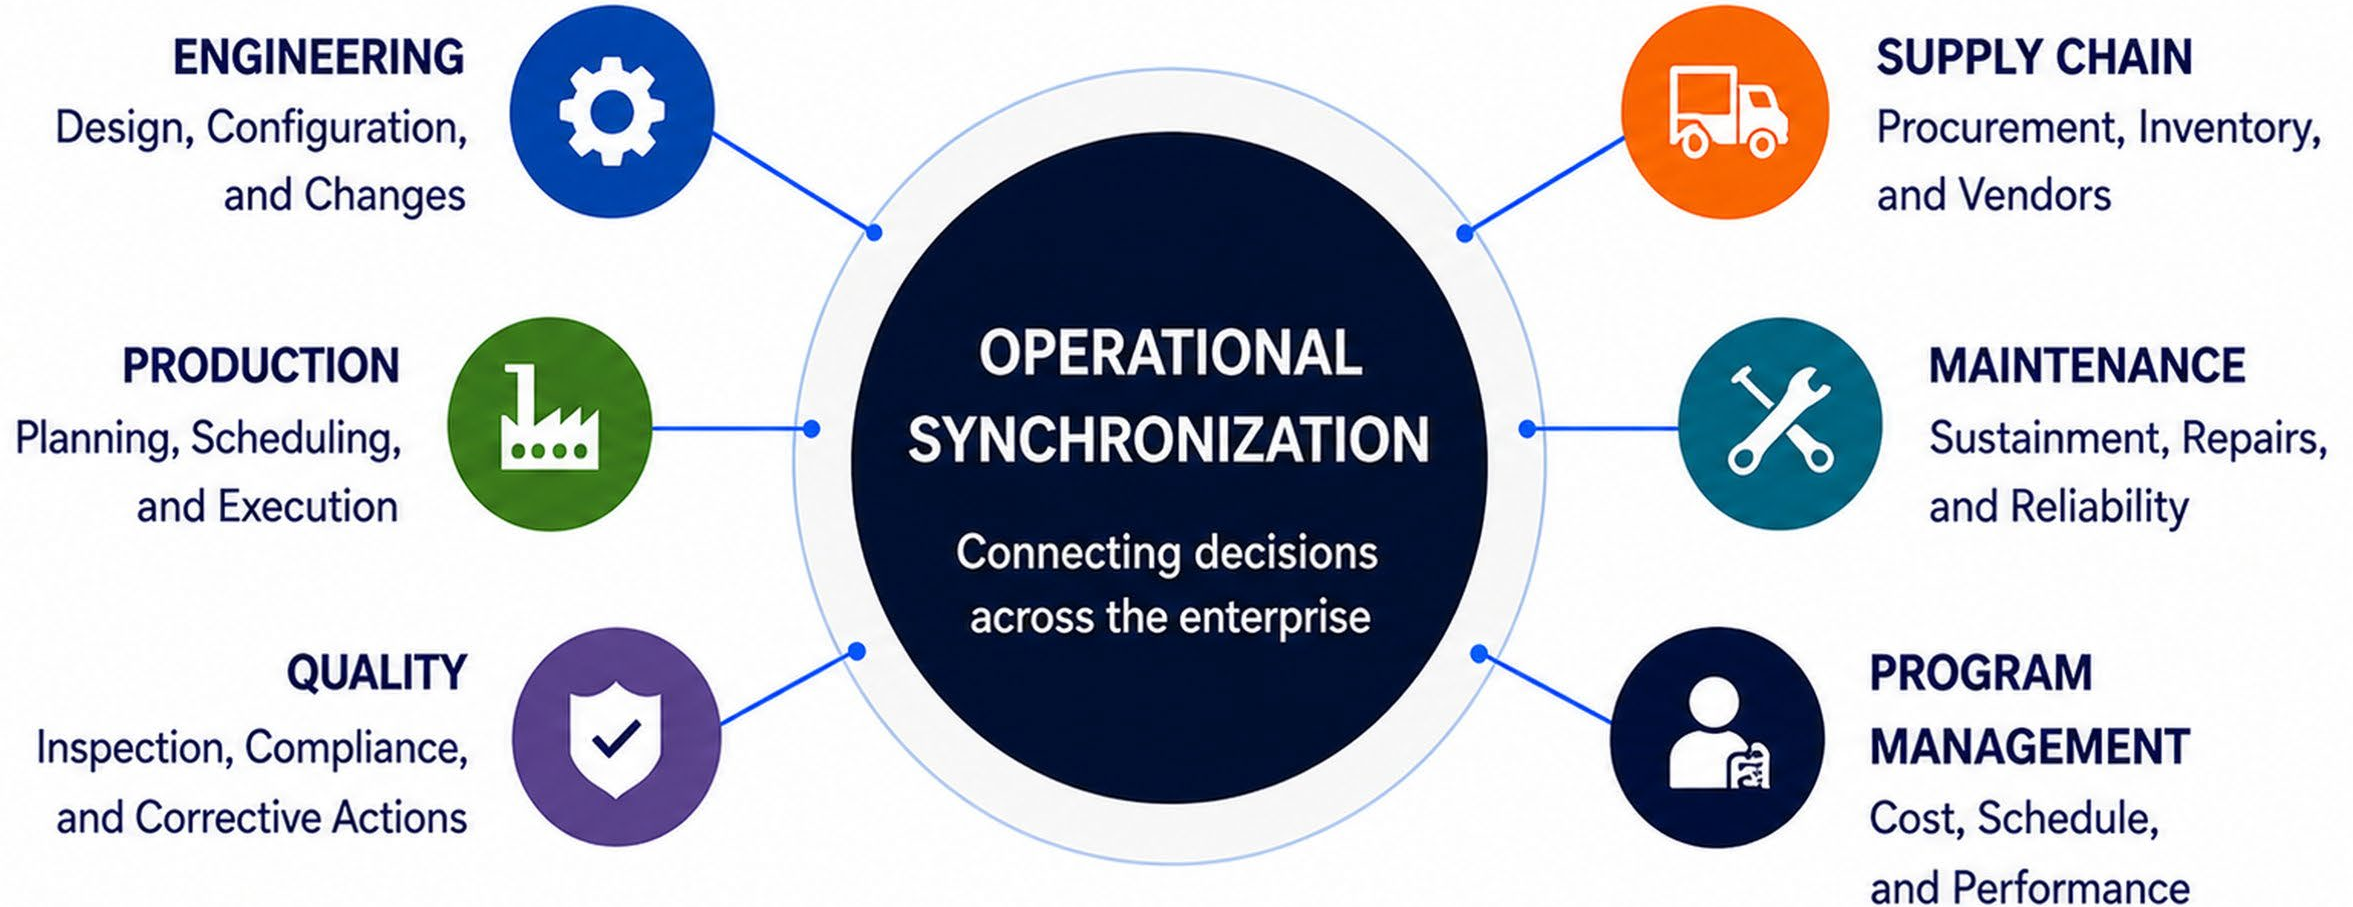 ENGINEERING
Design, Configuration,
and Changes
PRODUCTION
Planning, Scheduling,
and Execution
QUALITY
Inspection, Compliance,
and Corrective Actions
OPERATIONAL
SYNCHRONIZATION
Connecting decisions
across the enterprise
SUPPLY CHAIN
Procurement, Inventory,
and Vendors
MAINTENANCE
Sustainment, Repairs,
and Reliability
PROGRAM
MANAGEMENT
Cost, Schedule,
and Performance